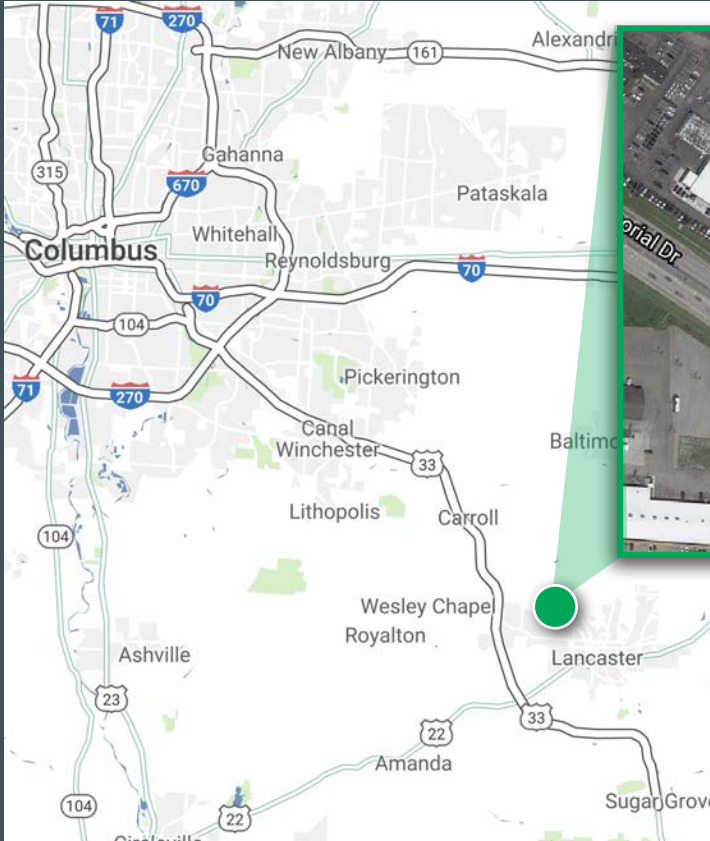 71
270
New Albany
161
Alexandri
Gahanna
315
670
Pataskala
orial Dr
Whitehall
Columbus
Reynoldsburg
70
70
104
Pickerington
71
270
Canal
Winchester
33
Baltimo
Lithopolis
Carroll
104
Wesley Chapel
Royalton
Ashville
Lancaster
23
33
22
Amanda
104
22
Sugar Grove